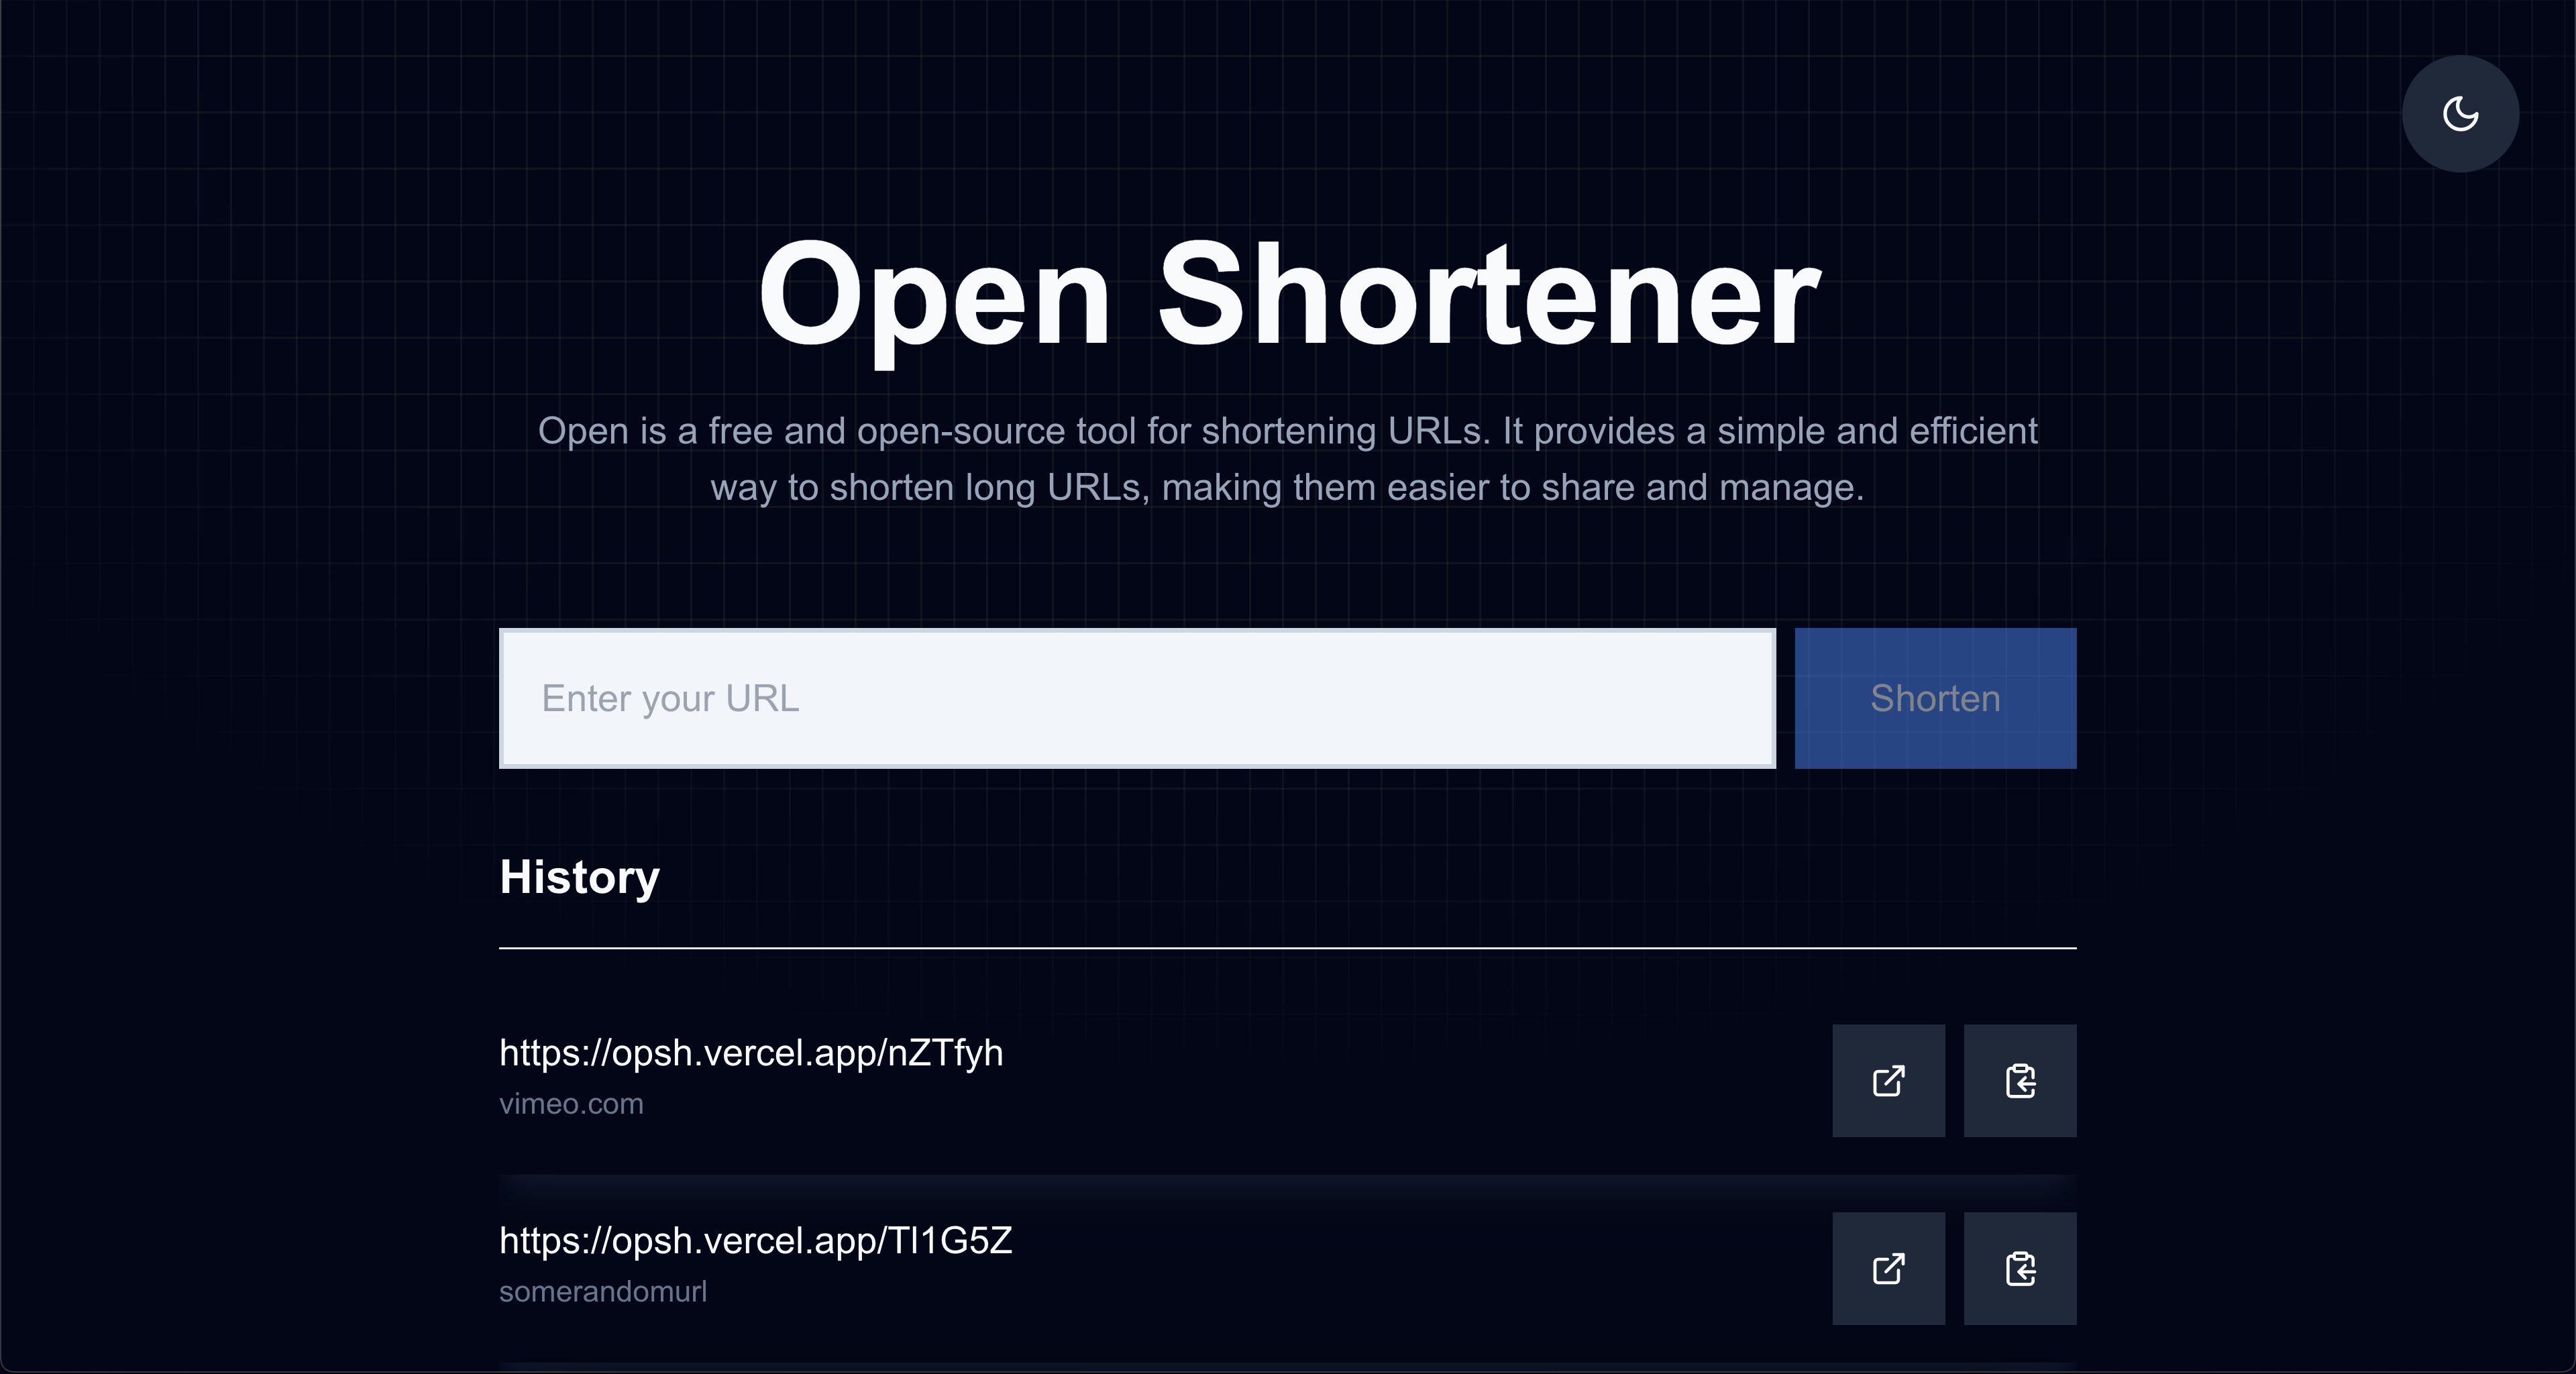 Open Shortener
Open is a free and open-source tool for shortening URLs. It provides a simple and efficient
way to shorten long URLs, making them easier to share and manage.
Enter your URL
Shorten
History
https://opsh.vercel.app/nZTfyh
vimeo.com
https://opsh.vercel.app/Tl1G5Z
somerandomurl